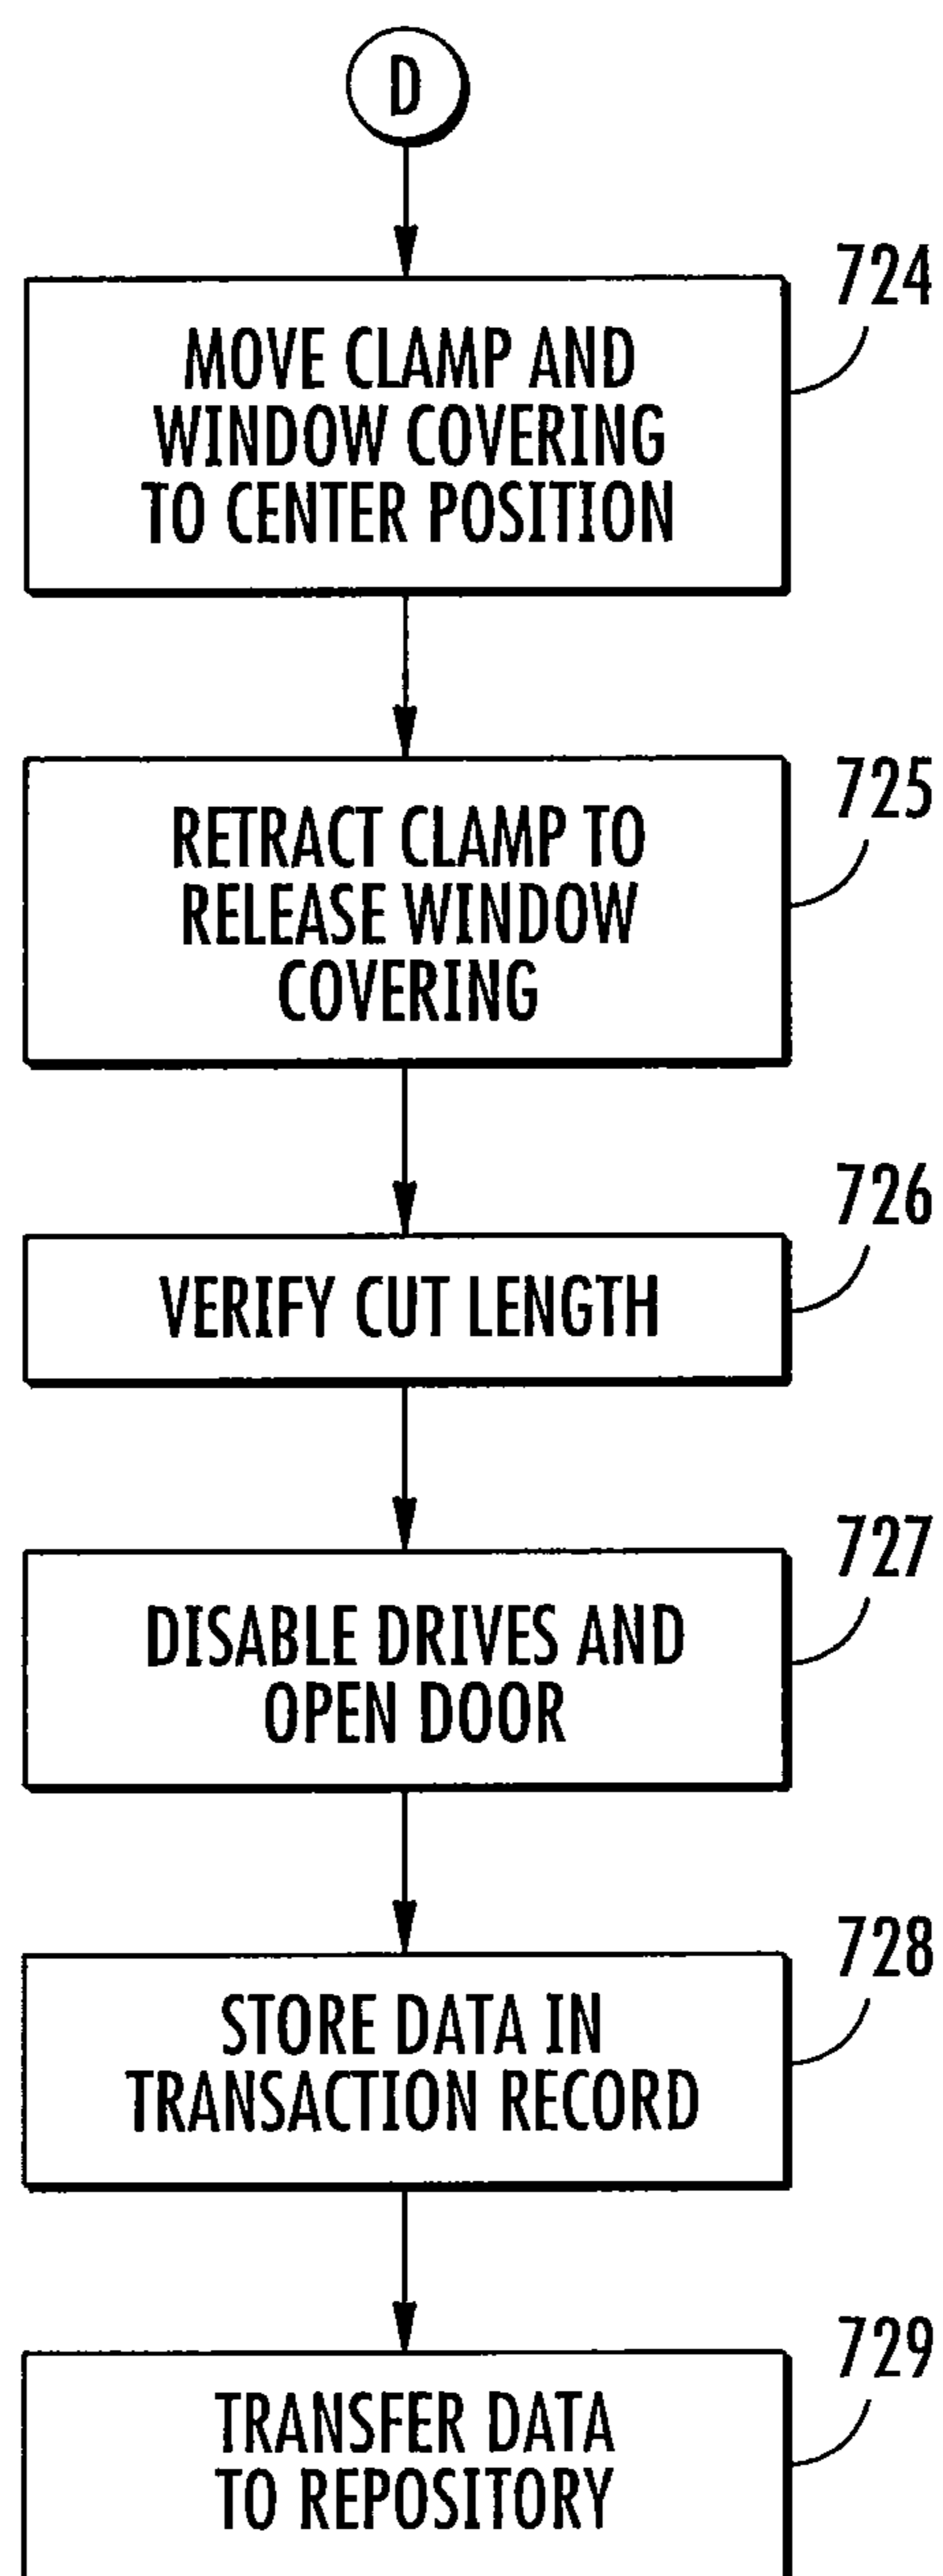 D
724
MOVE CLAMP AND
WINDOW COVERING
TO CENTER POSITION
725
RETRACT CLAMP TO
RELEASE WINDOW
COVERING
726
VERIFY CUT LENGTH
727
DISABLE DRIVES AND
OPEN DOOR
728
STORE DATA IN
TRANSACTION RECORD
729
TRANSFER DATA
TO REPOSITORY